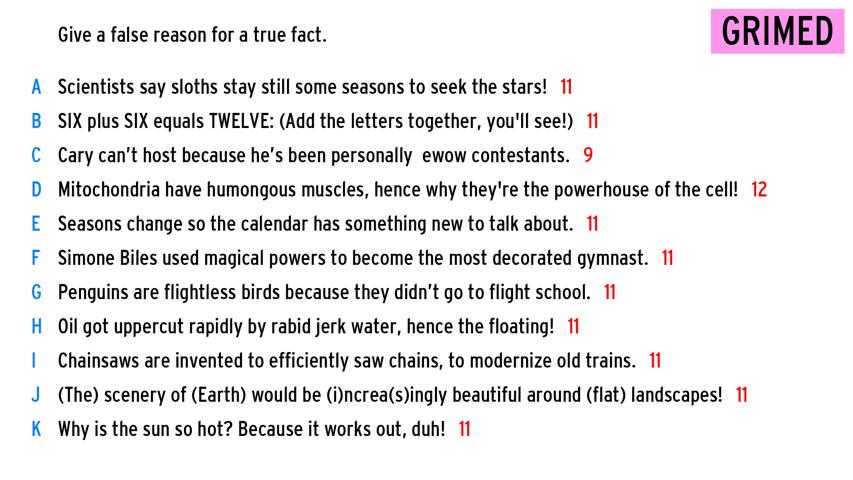 Give a false reason for a true fact.
GRIMED
A Scientists say sloths stay still some seasons to seek the stars! 11
B SIX plus SIX equals TWELVE: (Add the letters together, you'll see!) 11
C Cary can’t host because he’s been personally  ewow contestants. 9
D Mitochondria have humongous muscles, hence why they're the powerhouse of the cell! 12
E Seasons change so the calendar has something new to talk about. 11
F Simone Biles used magical powers to become the most decorated gymnast. 11
G Penguins are flightless birds because they didn’t go to flight school. 11
H Oil got uppercut rapidly by rabid jerk water, hence the floating! 11
I Chainsaws are invented to efficiently saw chains, to modernize old trains. 11
J (The) scenery of (Earth) would be (i)ncrea(s)ingly beautiful around (flat) landscapes! 11
K Why is the sun so hot? Because it works out, duh! 11